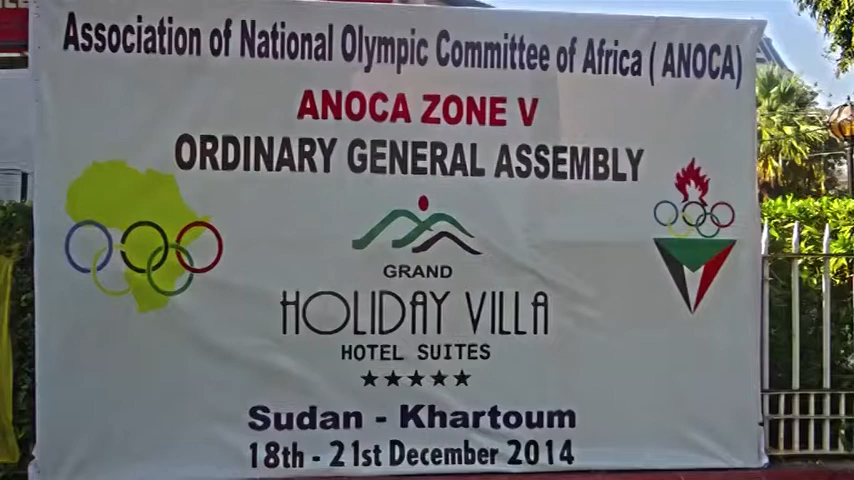 Association of National Olympic Committee of Africa ( ANOCA)
ANOCA ZONE V
ORDINARY GENERAL ASSEMBLY
GRAND
HOLIDAY VILLA
HOTEL SUITES
★★★★★
Sudan - Khartoum
18th - 21st December 2014